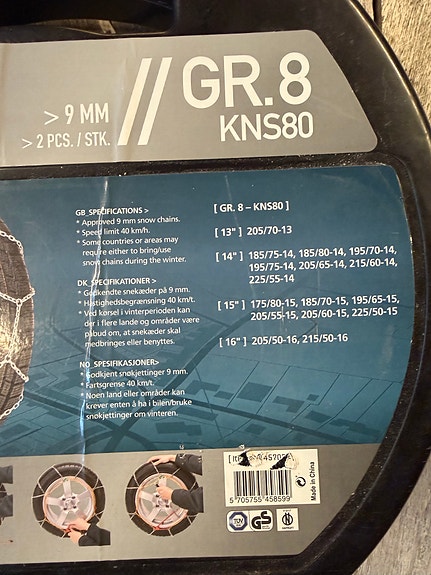 GR.8
KNS80
> 9 MM
> 2 PCS. / STK.
GB_SPECIFICATIONS >
* Approved 9 mm snow chains.
* Speed limit 40 km/h.
* Some countries or areas may
require either to bring/use
snow chains during the winter.
DK_SPECIFIKATIONER >
* Godkendte snekæder på 9 mm.
* Hastighedsbegrænsning 40 km/t.
* Ved kørsel i vinterperioden kan
der i flere lande og områder være
påbud om, at snekæder skal
medbringes eller benyttes.
NO_SPESIFIKASJONER>
* Godkjent snøkjettinger 9 mm.
* Fartsgrense 40 km/t.
* Noen land eller områder kan
krever enten å ha i bilen/bruke
snøkjettinger om vinteren.
[ GR. 8 – KNS80 ]
[ 13" ] 205/70-13
[ 14" ] 185/75-14, 185/80-14, 195/70-14,
195/75-14, 205/65-14, 215/60-14,
225/55-14
[ 15" ] 175/80-15, 185/70-15, 195/65-15,
205/55-15, 205/60-15, 225/50-15
[ 16" ] 205/50-16, 215/50-16
5 705755 458599
Made in China
TÜV
GS